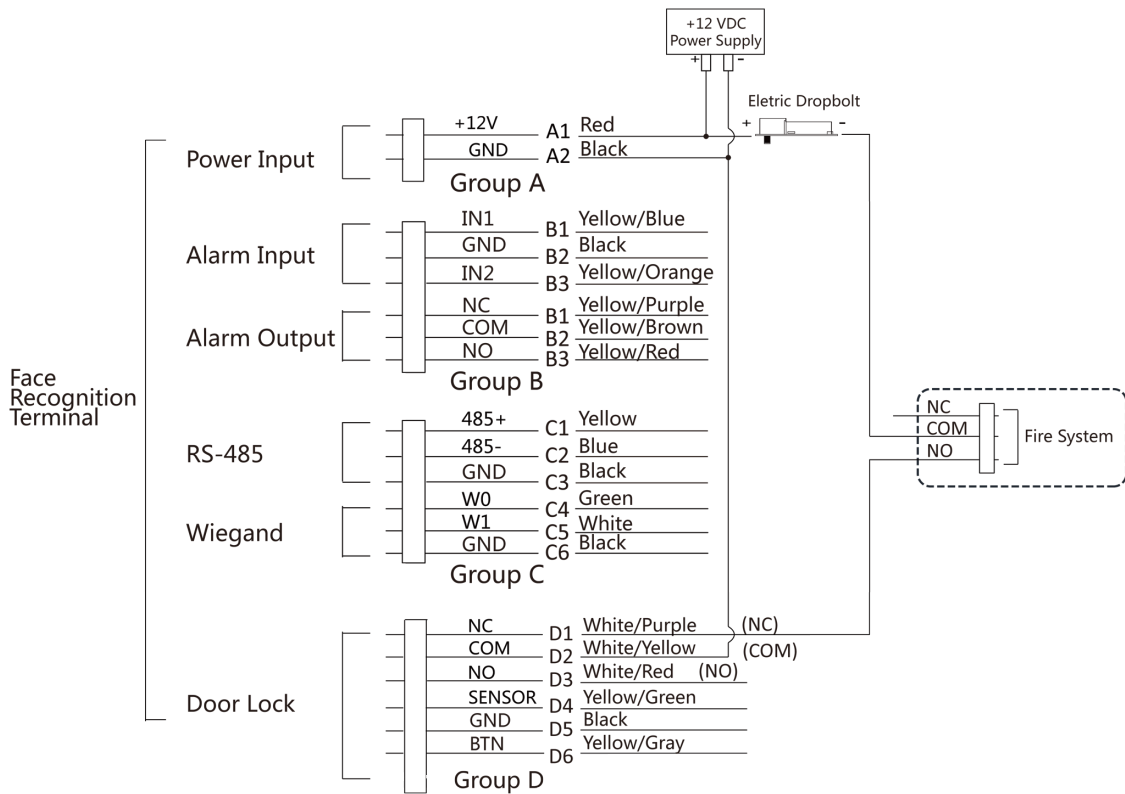 +12 VDC
Power Supply
+ -
Eletric Dropbolt
+ -
Face
Recognition
Terminal
Power Input
+12V A1 Red
GND A2 Black
Group A
Alarm Input
IN1 B1 Yellow/Blue
GND B2 Black
IN2 B3 Yellow/Orange
Alarm Output
NC B1 Yellow/Purple
COM B2 Yellow/Brown
NO B3 Yellow/Red
Group B
RS-485
485+ C1 Yellow
485- C2 Blue
GND C3 Black
Wiegand
W0 C4 Green
W1 C5 White
GND C6 Black
Group C
NC
COM
NO
Fire System
Door Lock
NC D1 White/Purple (NC)
COM D2 White/Yellow (COM)
NO D3 White/Red (NO)
SENSOR D4 Yellow/Green
GND D5 Black
BTN D6 Yellow/Gray
Group D